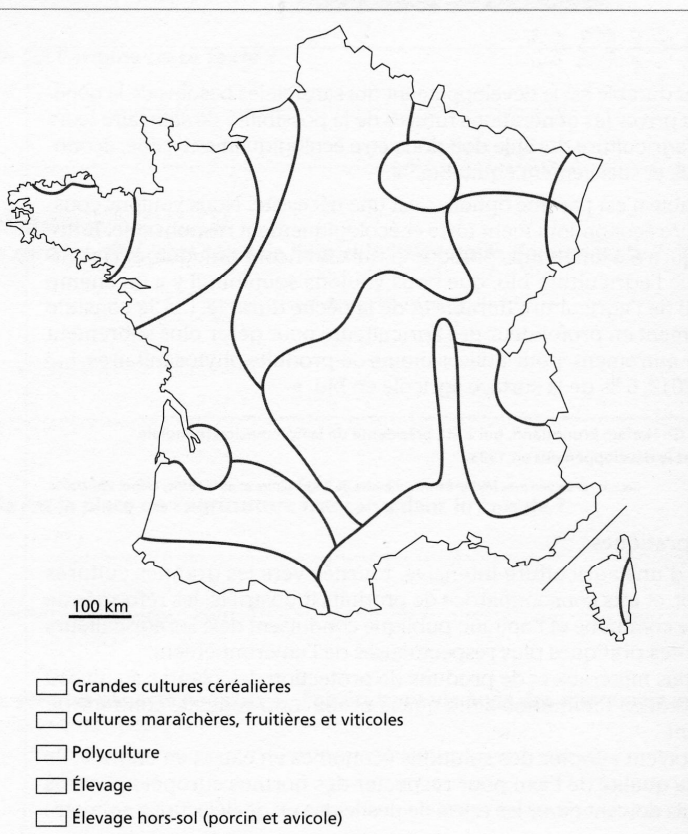 100 km
Grandes cultures céréalières
Cultures maraîchères, fruitières et viticoles
Polyculture
Élevage
Élevage hors-sol (porcin et avicole)